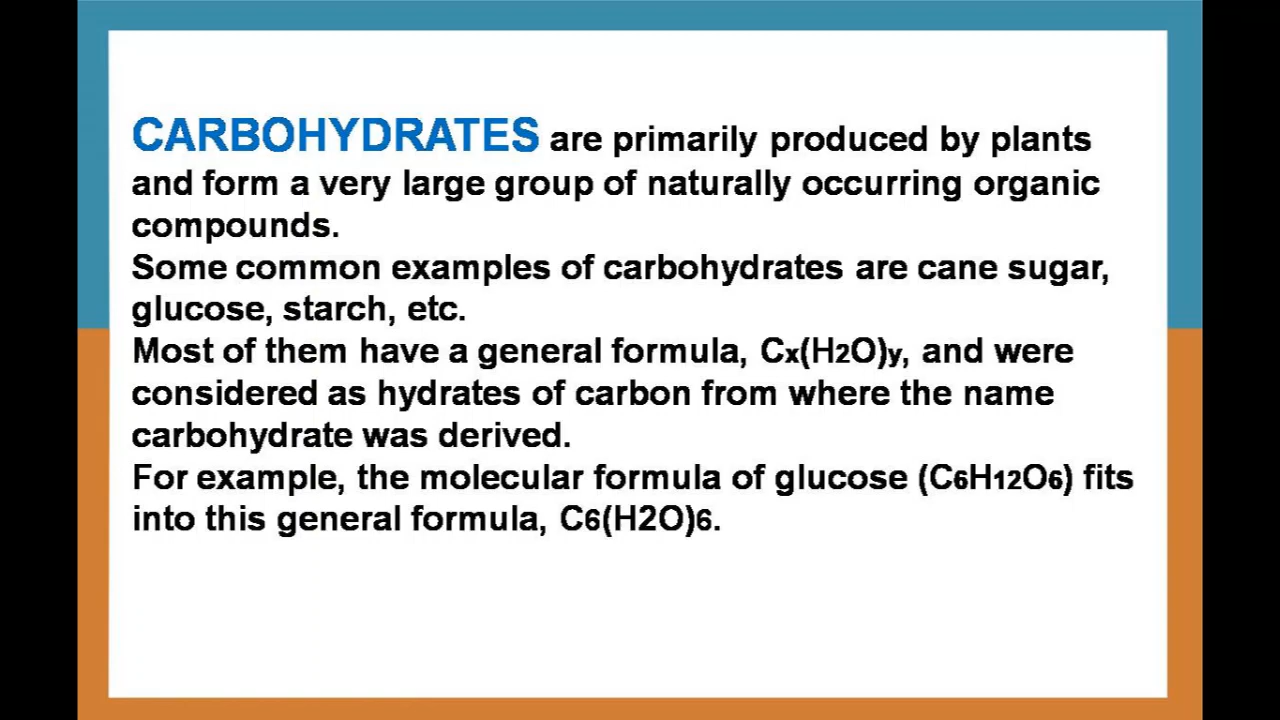 CARBOHYDRATES are primarily produced by plants
and form a very large group of naturally occurring organic
compounds.
Some common examples of carbohydrates are cane sugar,
glucose, starch, etc.
Most of them have a general formula, Cx(H2O)y, and were
considered as hydrates of carbon from where the name
carbohydrate was derived.
For example, the molecular formula of glucose (C6H12O6) fits
into this general formula, C6(H2O)6.